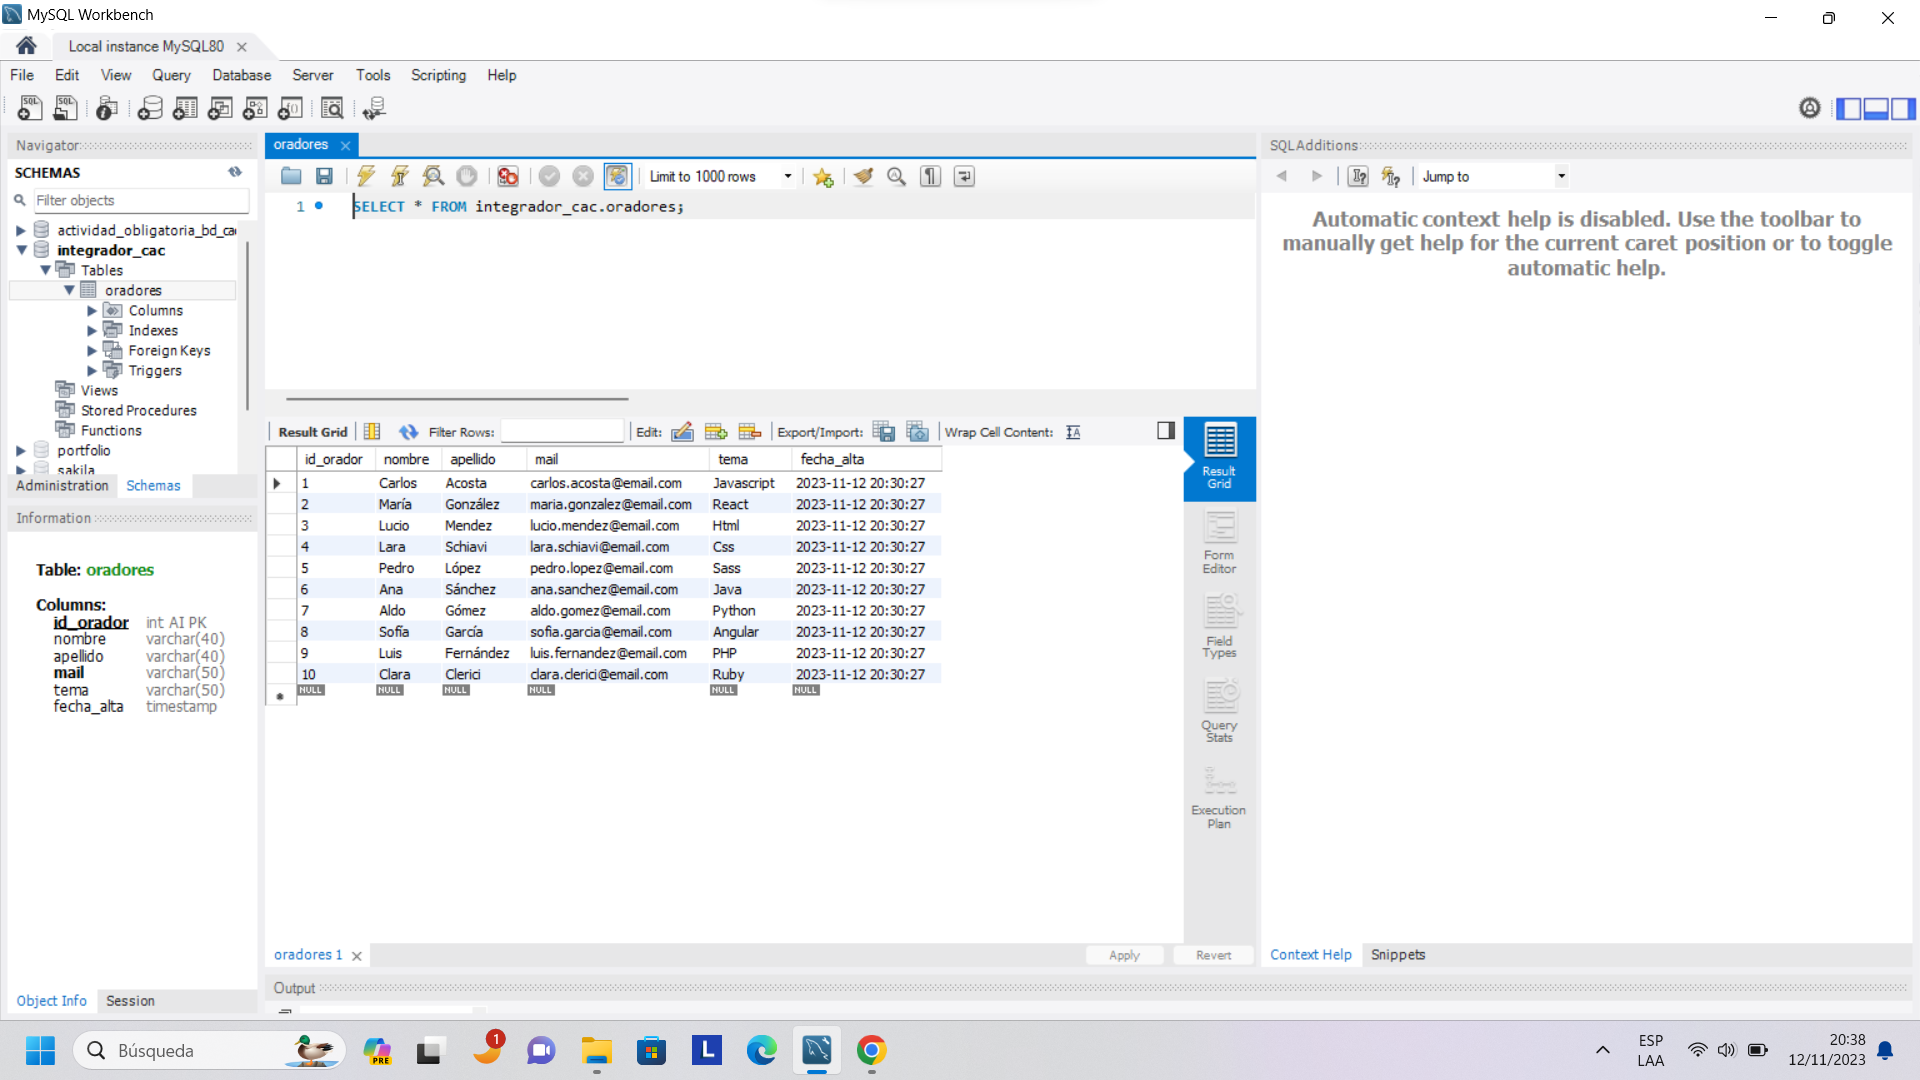 MySQL Workbench
Local instance MySQL80
File Edit View Query Database Server Tools Scripting Help
Navigator
SCHEMAS
Filter objects
actividad_obligatoria_bd_cac
integrador_cac
Tables
oradores
Columns
Indexes
Foreign Keys
Triggers
Views
Stored Procedures
Functions
portfolio
sakila
Administration Schemas
Information
Table: oradores
Columns:
id_orador int AI PK
nombre varchar(40)
apellido varchar(40)
mail varchar(50)
tema varchar(50)
fecha_alta timestamp
Object Info Session
oradores
Limit to 1000 rows
1 SELECT * FROM integrador_cac.oradores;
Result Grid Filter Rows: Edit: Export/Import: Wrap Cell Content:
id_orador nombre apellido mail tema fecha_alta
1 Carlos Acosta carlos.acosta@email.com Javascript 2023-11-12 20:30:27
2 María González maria.gonzalez@email.com React 2023-11-12 20:30:27
3 Lucio Mendez lucio.mendez@email.com Html 2023-11-12 20:30:27
4 Lara Schiavi lara.schiavi@email.com Css 2023-11-12 20:30:27
5 Pedro López pedro.lopez@email.com Sass 2023-11-12 20:30:27
6 Ana Sánchez ana.sanchez@email.com Java 2023-11-12 20:30:27
7 Aldo Gómez aldo.gomez@email.com Python 2023-11-12 20:30:27
8 Sofía García sofia.garcia@email.com Angular 2023-11-12 20:30:27
9 Luis Fernández luis.fernandez@email.com PHP 2023-11-12 20:30:27
10 Clara Clerici clara.clerici@email.com Ruby 2023-11-12 20:30:27
NULL NULL NULL NULL NULL NULL
Result
Grid
Form
Editor
Field
Types
Query
Stats
Execution
Plan
oradores 1
Apply Revert
Output
SQLAdditions
Jump to
Automatic context help is disabled. Use the toolbar to
manually get help for the current caret position or to toggle
automatic help.
Context Help Snippets
Búsqueda
PRE
1
L
ESP
LAA
20:38
12/11/2023